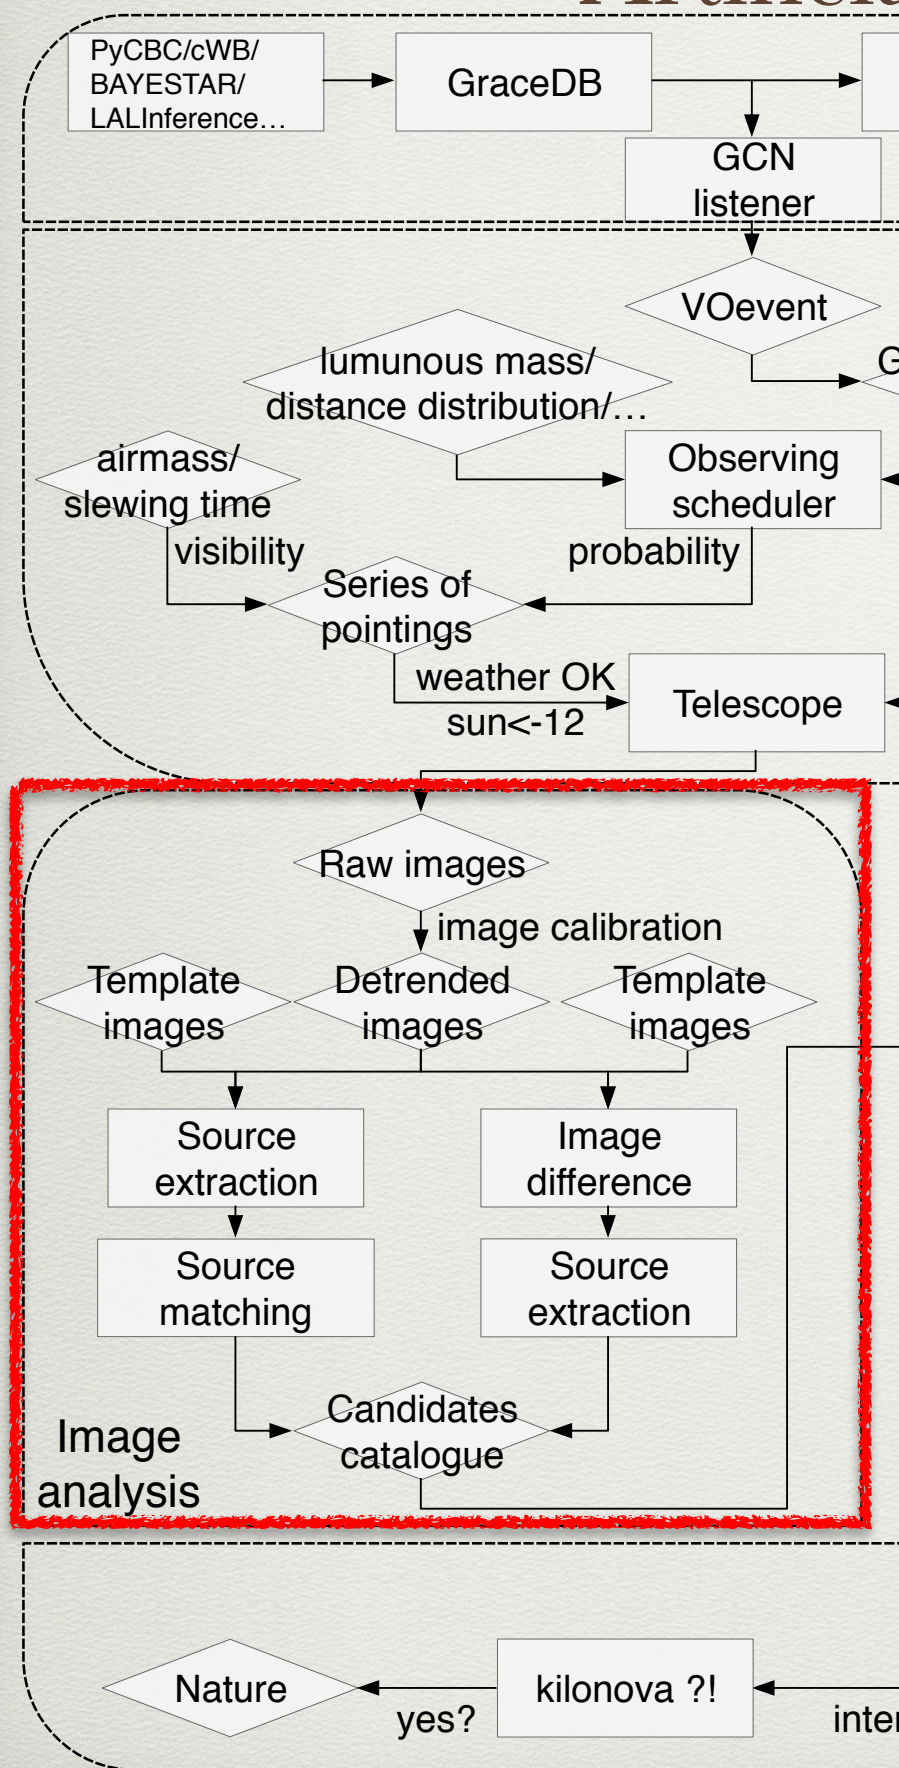 PyCBC/cWB/
BAYESTAR/
LALInference…
GraceDB
GCN
listener
VOevent
lumunous mass/
distance distribution/…
airmass/
slewing time
Observing
scheduler
visibility
probability
Series of
pointings
weather OK
sun<-12
Telescope
Raw images
image calibration
Template
images
Detrended
images
Template
images
Source
extraction
Image
difference
Source
matching
Source
extraction
Candidates
catalogue
Image
analysis
Nature
yes?
kilonova ?!